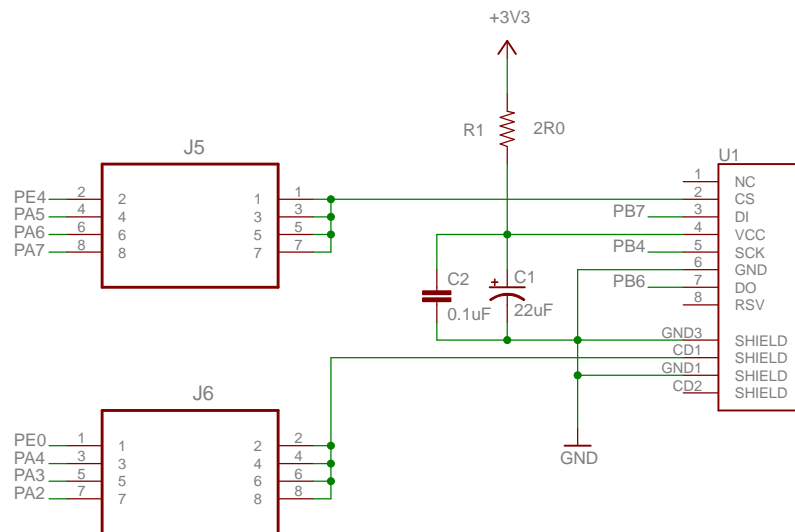 +3V3
R1 2R0
J5
PE4 2 2 1 1
PA5 4 4 3 3
PA6 6 6 5 5
PA7 8 8 7 7
U1
1 NC
2 CS
PB7 3 DI
4 VCC
PB4 5 SCK
6 GND
PB6 7 DO
8 RSV
GND3 SHIELD
CD1 SHIELD
GND1 SHIELD
CD2 SHIELD
C2
0.1uF
+
C1
22uF
GND
J6
PE0 1 1 2 2
PA4 3 3 4 4
PA3 5 5 6 6
PA2 7 7 8 8